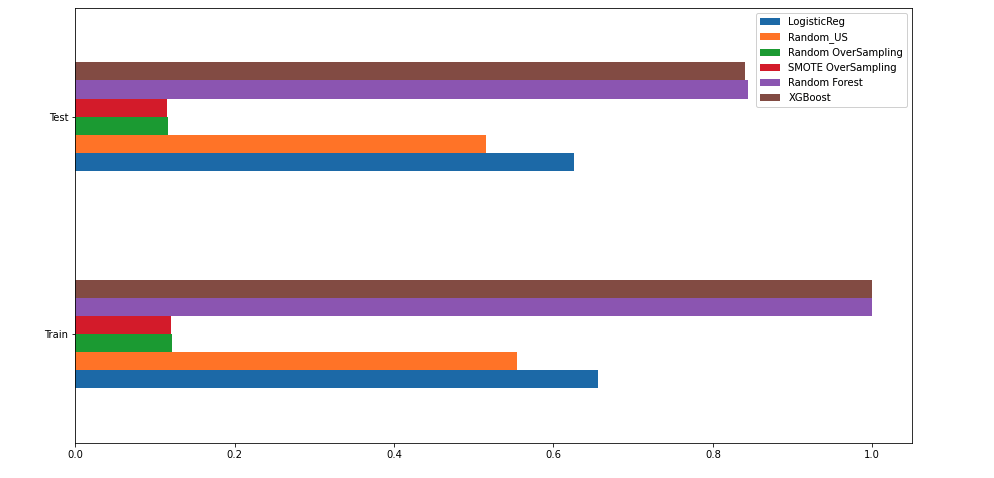 LogisticReg
Random_US
Random OverSampling
SMOTE OverSampling
Random Forest
XGBoost
Test
Train
0.0 0.2 0.4 0.6 0.8 1.0